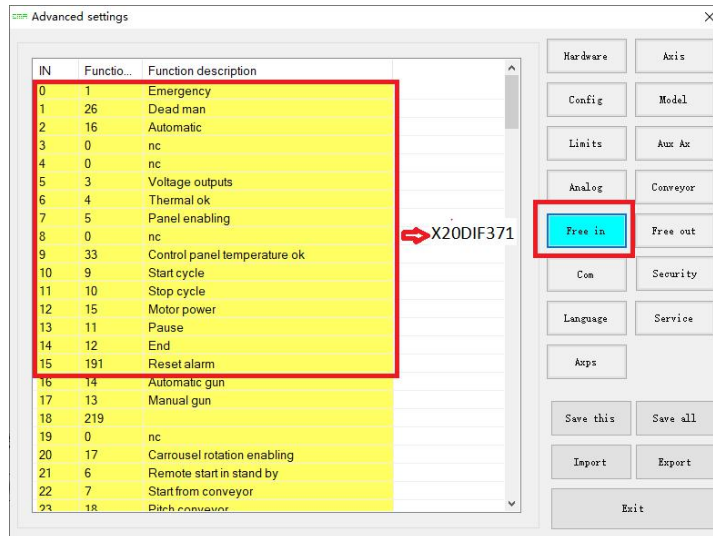 Advanced settings
IN Functio... Function description
0 1 Emergency
1 26 Dead man
2 16 Automatic
3 0 nc
4 0 nc
5 3 Voltage outputs
6 4 Thermal ok
7 5 Panel enabling
8 0 nc
9 33 Control panel temperature ok
10 9 Start cycle
11 10 Stop cycle
12 15 Motor power
13 11 Pause
14 12 End
15 191 Reset alarm
16 14 Automatic gun
17 13 Manual gun
18 219
19 0 nc
20 17 Carrousel rotation enabling
21 6 Remote start in stand by
22 7 Start from conveyor
23 18 Pitch conveyor
X20DIF371
Hardware Axis
Config Model
Limits Aux Ax
Analog Conveyor
Free in Free out
Com Security
Language Service
Axps
Save this Save all
Import Export
Exit